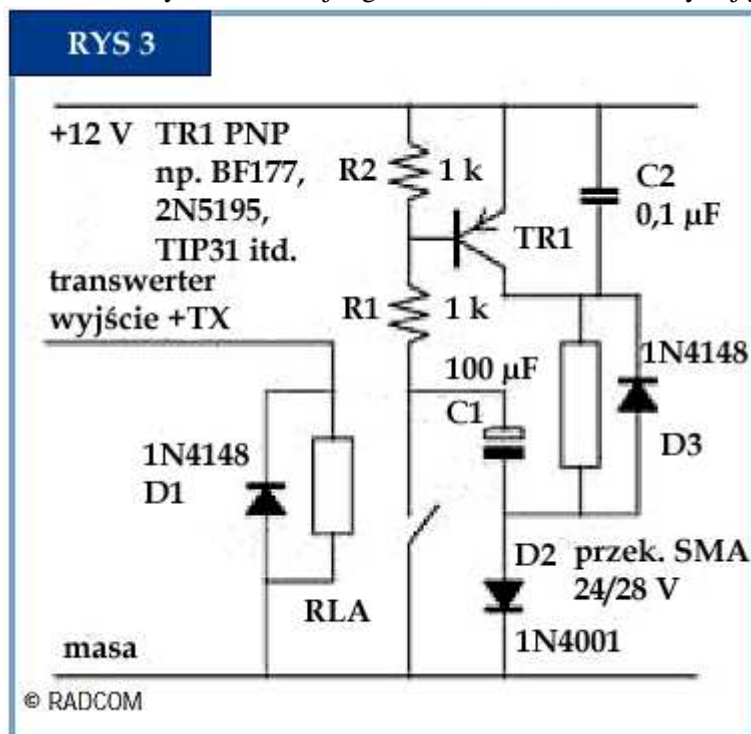 RYS 3
+12 V TR1 PNP
np. BF177,
2N5195,
TIP31 itd.
transwerter
wyjście +TX
R2 1 k
C2
0,1 µF
TR1
R1 1 k
100 µF
C1
1N4148
D3
1N4148
D1
RLA
D2 przek. SMA
24/28 V
1N4001
masa
© RADCOM